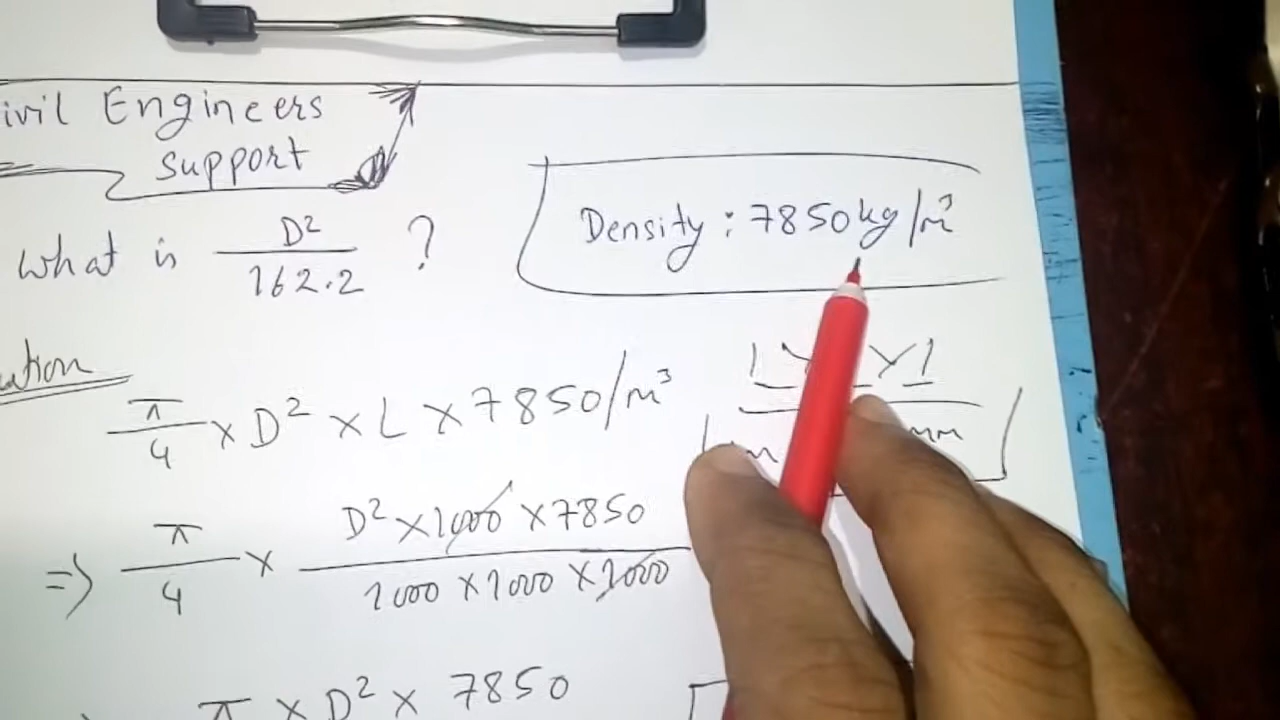 ivil Engineers
support
Density : 7850kg/m³
what is D²/162.2 ?
π/4 × D² × L × 7850/m³
=> π/4 × D² × 1000 × 7850 / 1000 × 1000 × 1000
π × D² × 7850